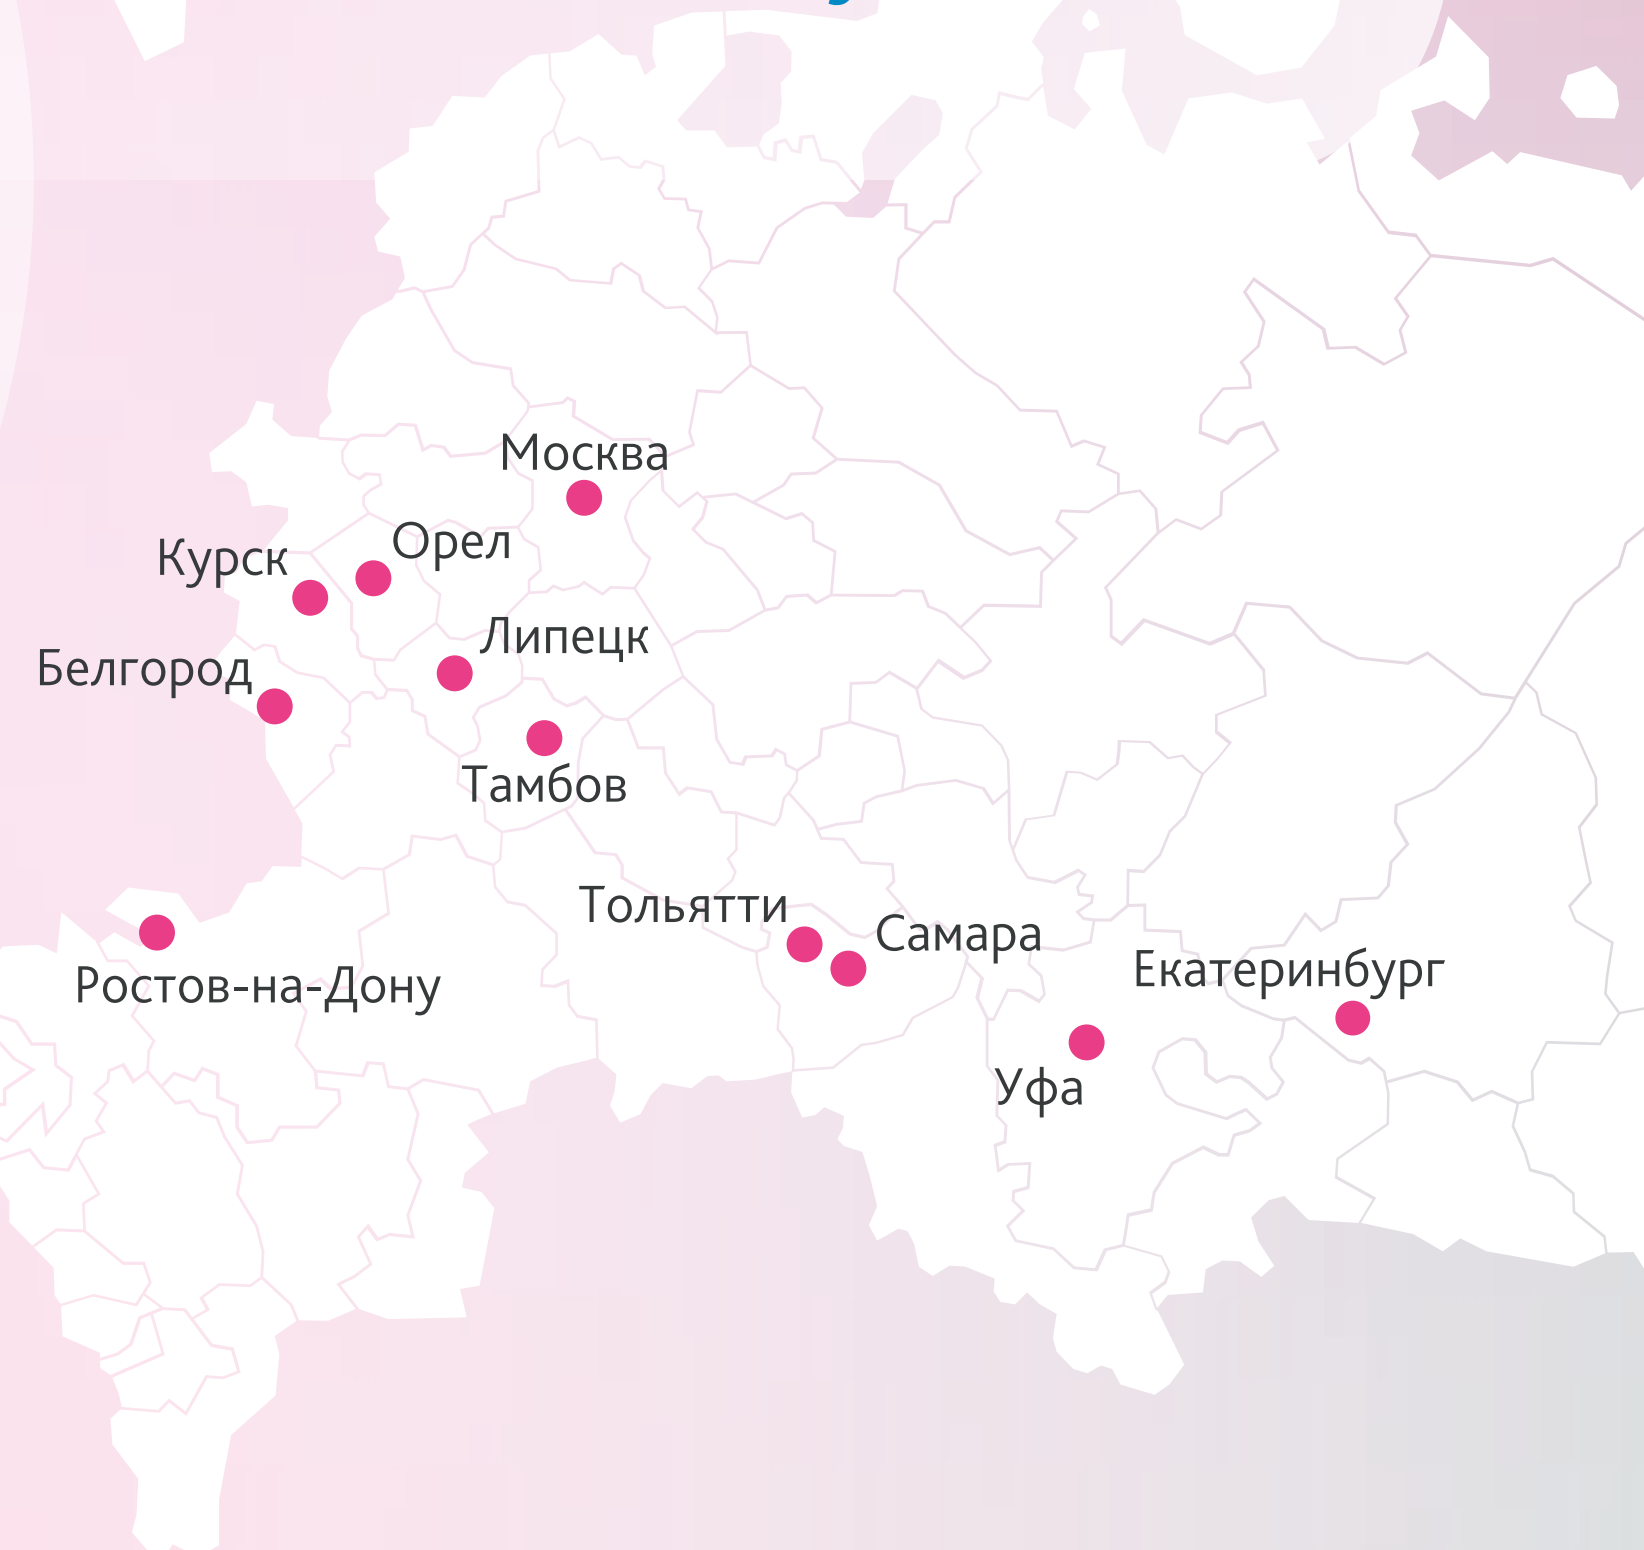 Москва
Орел
Курск
Липецк
Белгород
Тамбов
Тольятти
Самара
Екатеринбург
Ростов-на-Дону
Уфа